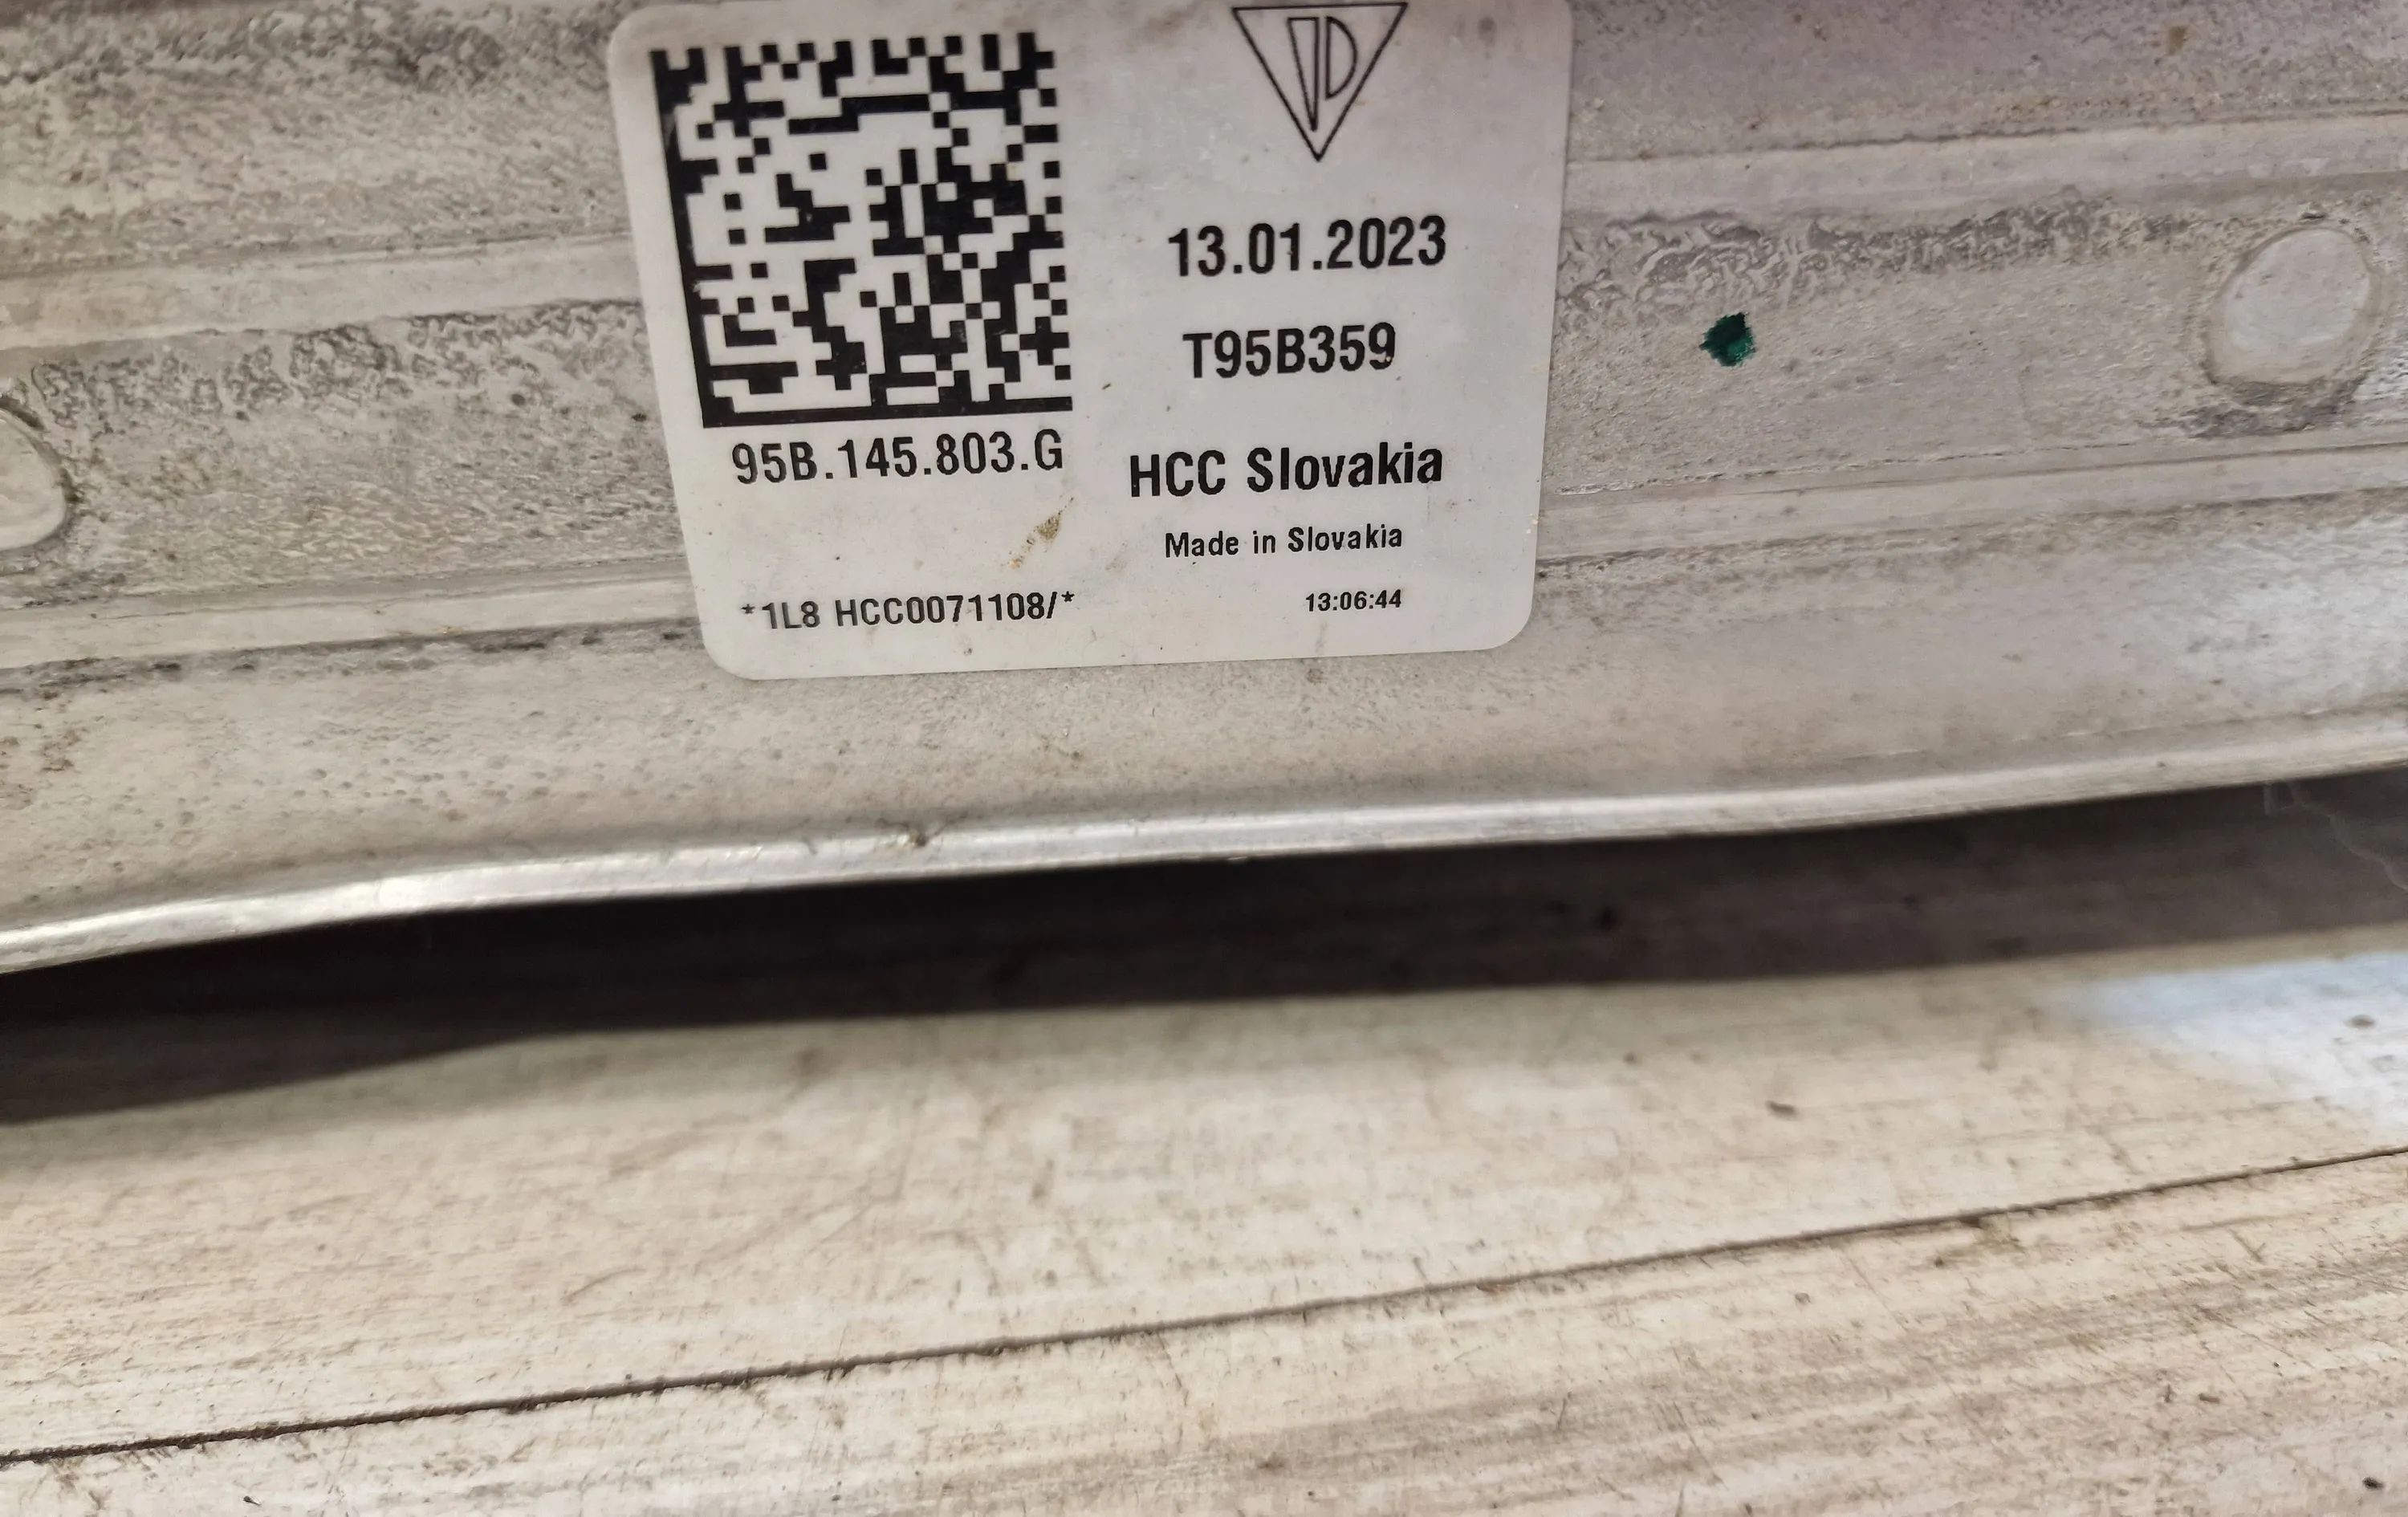 13.01.2023
T95B359
95B.145.803.G
HCC Slovakia
Made in Slovakia
*1L8 HCC0071108/*
13:06:44